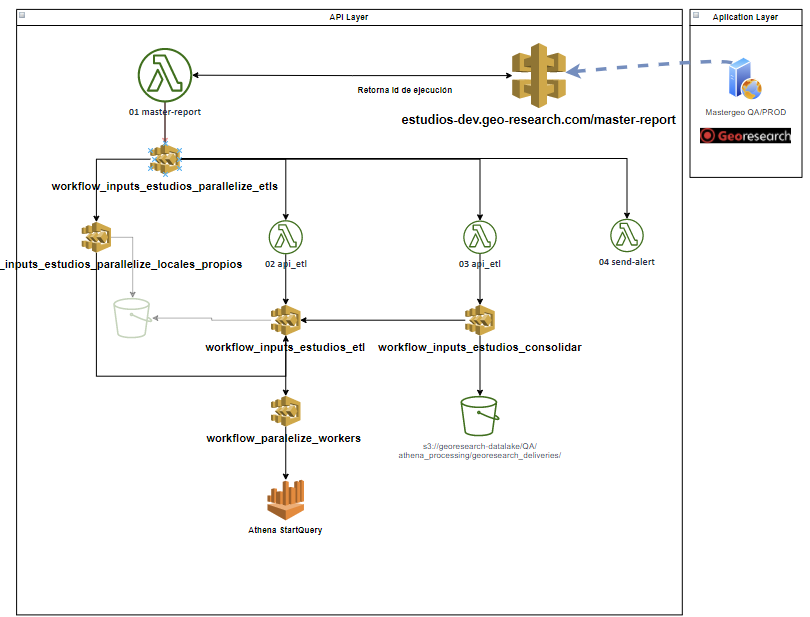 API Layer
Aplication Layer
Retorna Id de ejecución
01 master-report
estudios-dev.geo-research.com/master-report
Mastergeo QA/PROD
Georesearch
workflow_inputs_estudios_parallelize_etls
_inputs_estudios_parallelize_locales_propios
02 api_etl
03 api_etl
04 send-alert
workflow_inputs_estudios_etl
workflow_inputs_estudios_consolidar
workflow_paralelize_workers
s3://georesearch-datalake/QA/
athena_processing/georesearch_deliveries/
Athena StartQuery